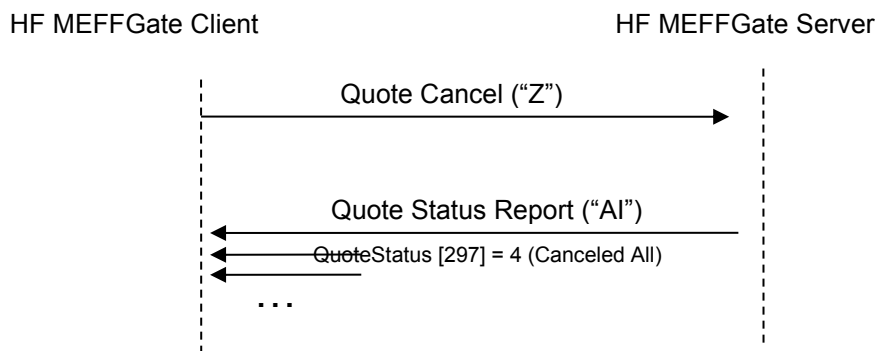 HF MEFFGate Client
HF MEFFGate Server
Quote Cancel (“Z”)
Quote Status Report (“AI”)
QuoteStatus [297] = 4 (Canceled All)
...